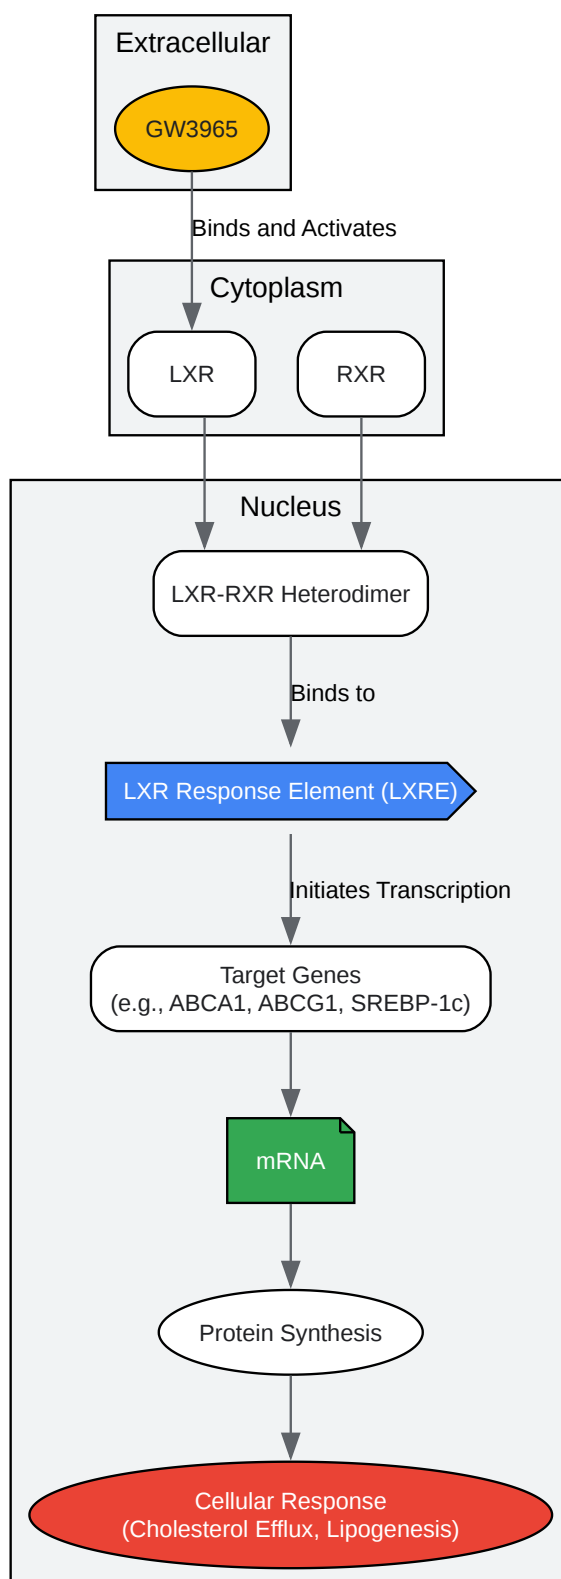 Extracellular
GW3965
Binds and Activates
Cytoplasm
LXR
RXR
Nucleus
LXR-RXR Heterodimer
Binds to
LXR Response Element (LXRE)
Initiates Transcription
Target Genes
(e.g., ABCA1, ABCG1, SREBP-1c)
mRNA
Protein Synthesis
Cellular Response
(Cholesterol Efflux, Lipogenesis)